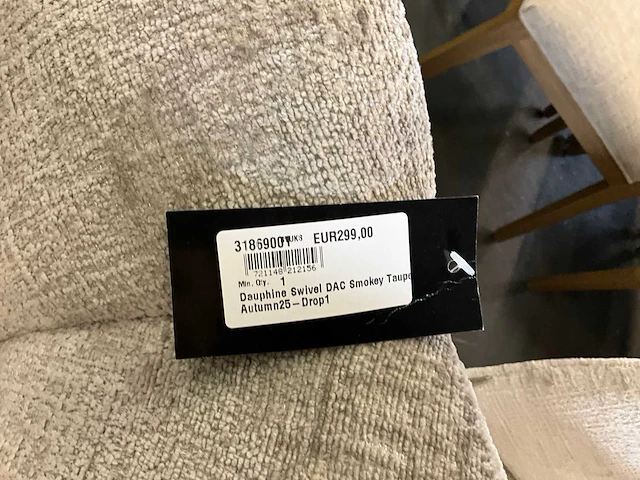 31869001 EUR299,00
721148 212156
Min. Qty. 1
Dauphine Swivel DAC Smokey Taupe
Autumn25-Drop1